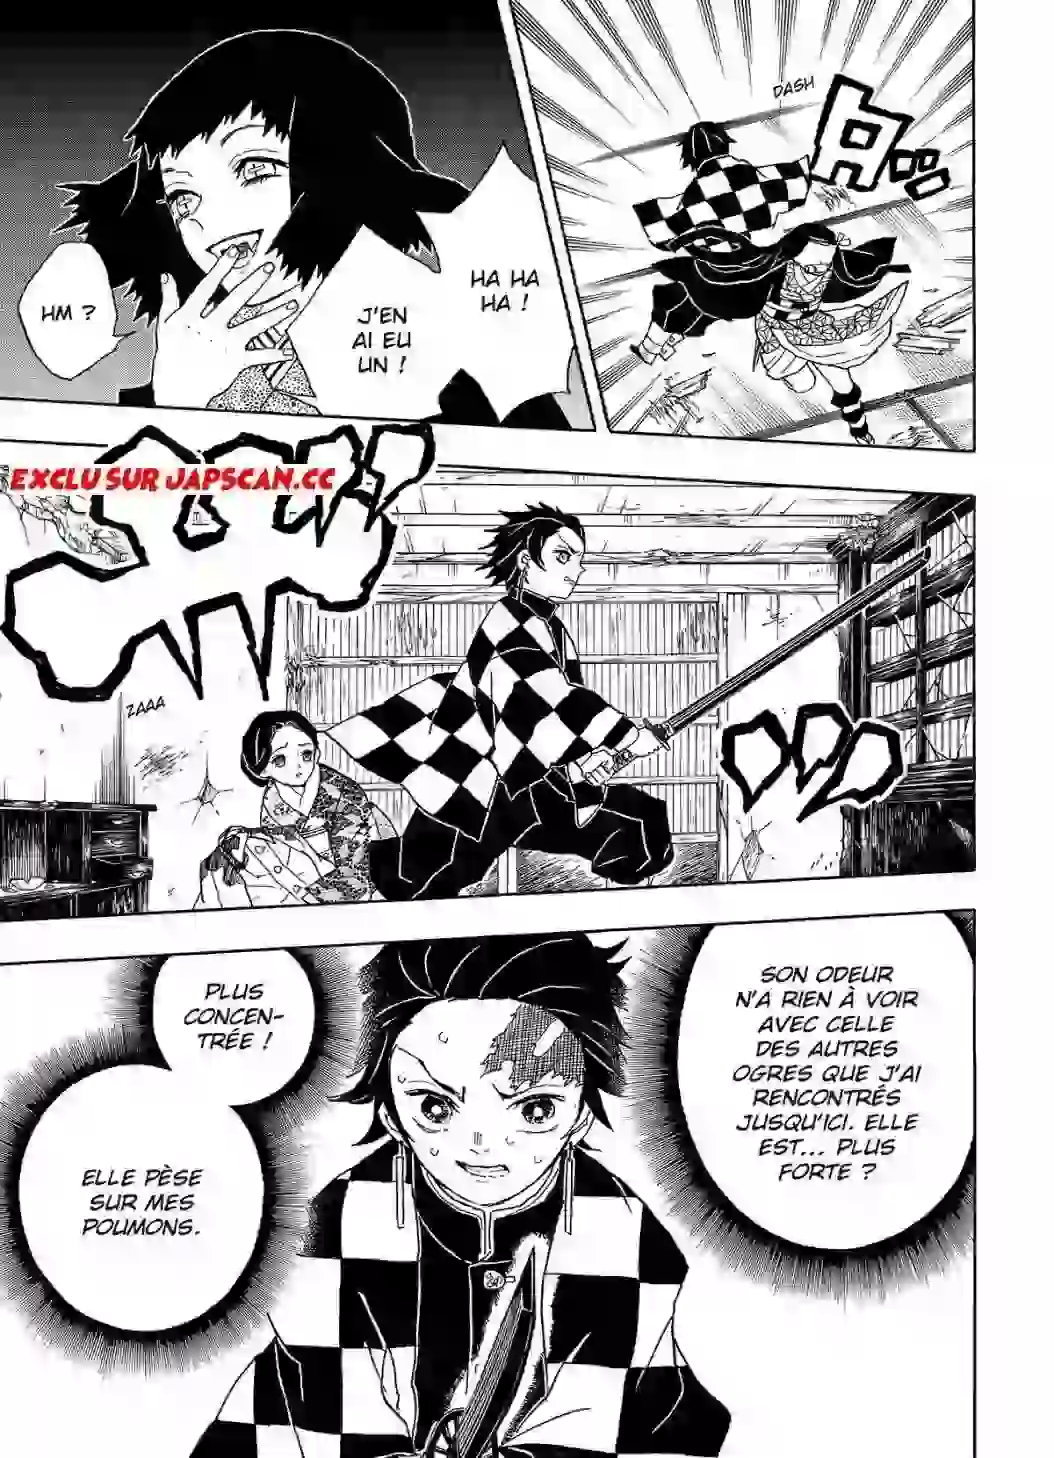 DASH
HA HA
HA !
J'EN
AI EU
UN !
HM ?
EXCLU SUR JAPSCAN.CC
ZAAA
SON ODEUR
N'A RIEN À VOIR
AVEC CELLE
DES AUTRES
OGRES QUE J'AI
RENCONTRÉS
JUSQU'ICI. ELLE
EST... PLUS
FORTE ?
PLUS
CONCEN-
TRÉE !
ELLE PÈSE
SUR MES
POUMONS.